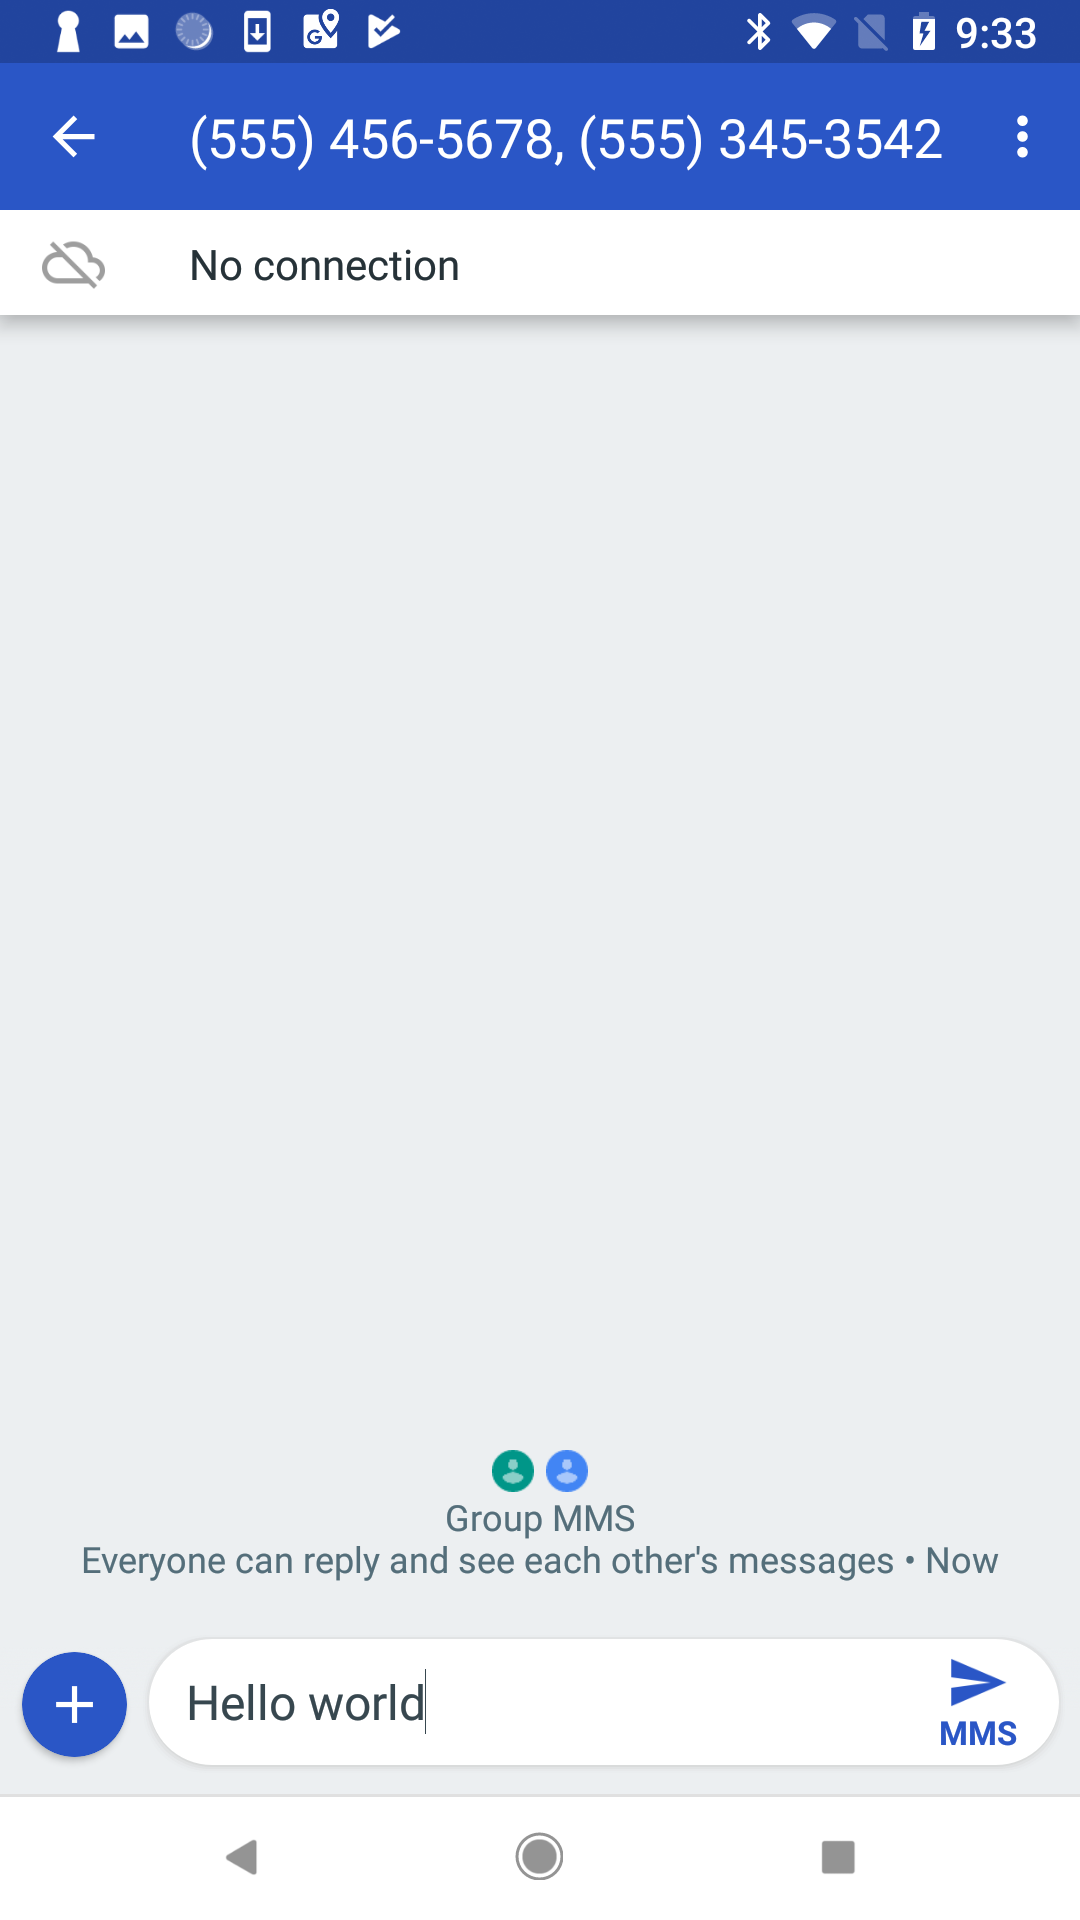 9:33
(555) 456-5678, (555) 345-3542
No connection
Group MMS
Everyone can reply and see each other's messages • Now
Hello world
MMS